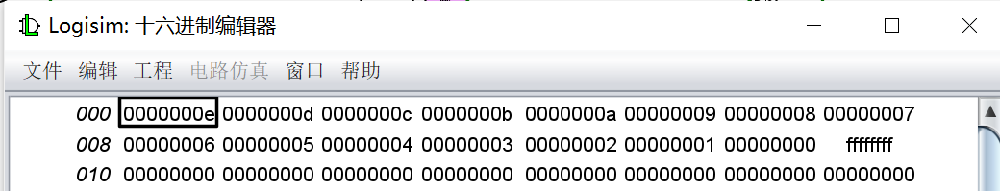 Logisim: 十六进制编辑器
文件 编辑 工程 电路仿真 窗口 帮助
000 0000000e 0000000d 0000000c 0000000b 0000000a 00000009 00000008 00000007
008 00000006 00000005 00000004 00000003 00000002 00000001 00000000 ffffffff
010 00000000 00000000 00000000 00000000 00000000 00000000 00000000 00000000